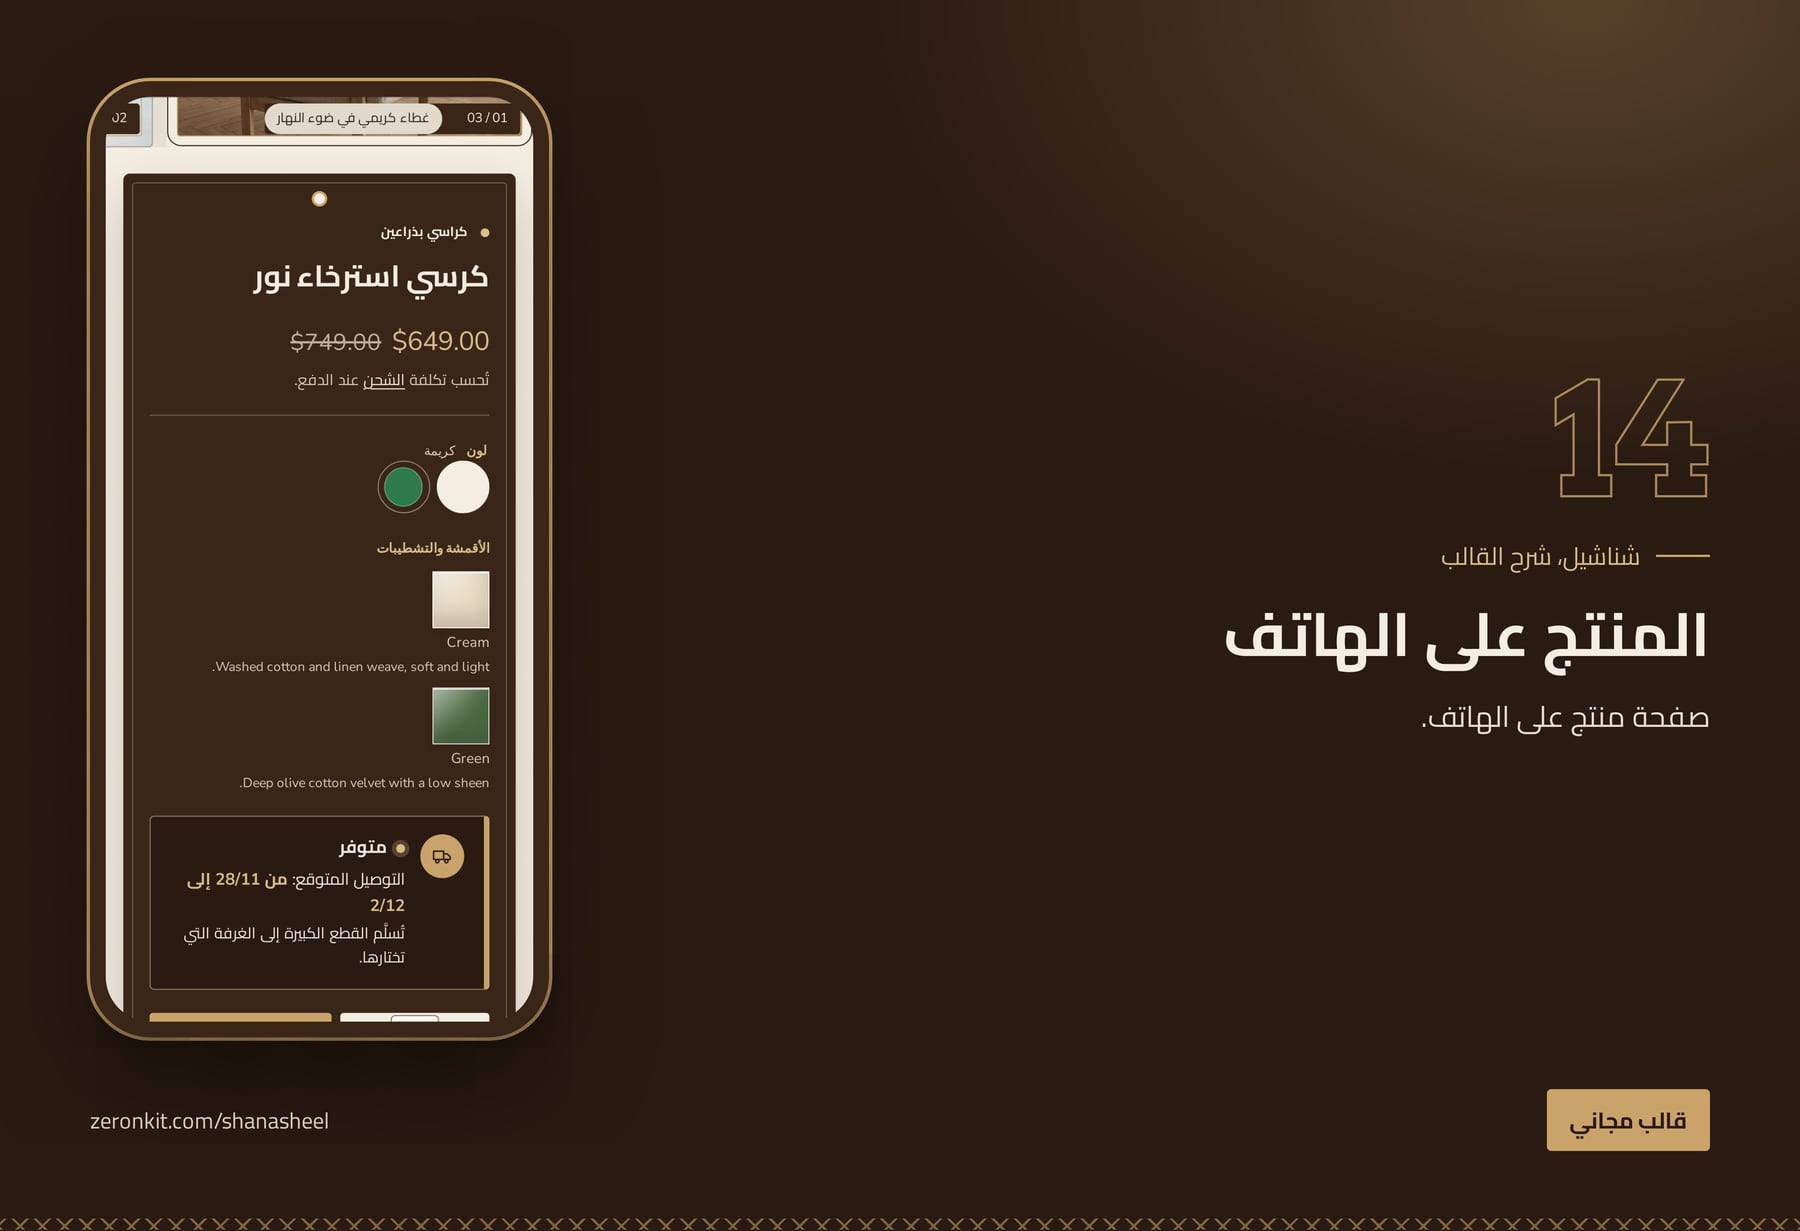 14
شناشيل، شرح القالب
المنتج على الهاتف
صفحة منتج على الهاتف.
قالب مجاني
03 / 01
غطاء كريمي في ضوء النهار
02
كراسي بذراعين
كرسي استرخاء نور
$649.00 $749.00
تُحسب تكلفة الشحن عند الدفع.
لون كريمة
الأقمشة والتشطيبات
Cream
.Washed cotton and linen weave, soft and light
Green
.Deep olive cotton velvet with a low sheen
متوفر
التوصيل المتوقع: من 28/11 إلى
2/12
تُسلَّم القطع الكبيرة إلى الغرفة التي
تختارها.
zeronkit.com/shanasheel